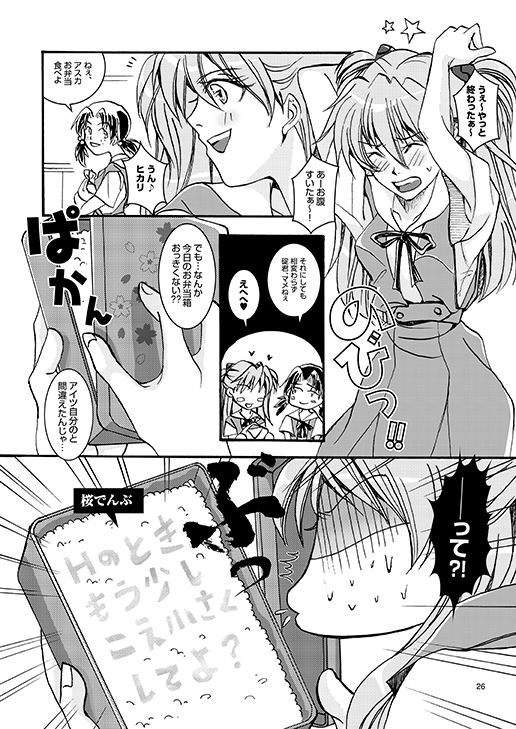 うぇ~やっと
終わったぁ~
のびっ!!
ねぇ、
アスカ
お弁当
食べよ
うん♪
ヒカリ
あーお腹
すいたぁ~!
それにしても
相変わらず
碇君、マメねぇ
えへへ♥
でも…なんか
今日のお弁当箱
おっきくない??
ぱかん
アイツ自分のと
間違えたんじゃ…
――って?!
桜でんぶ
Hのとき
もう少し
こえ小さく
してよ?
26